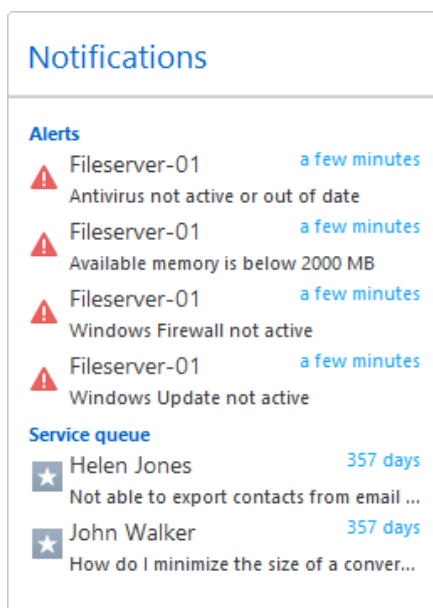 Notifications
Alerts
Fileserver-01 a few minutes
Antivirus not active or out of date
Fileserver-01 a few minutes
Available memory is below 2000 MB
Fileserver-01 a few minutes
Windows Firewall not active
Fileserver-01 a few minutes
Windows Update not active
Service queue
Helen Jones 357 days
Not able to export contacts from email ...
John Walker 357 days
How do I minimize the size of a conver...